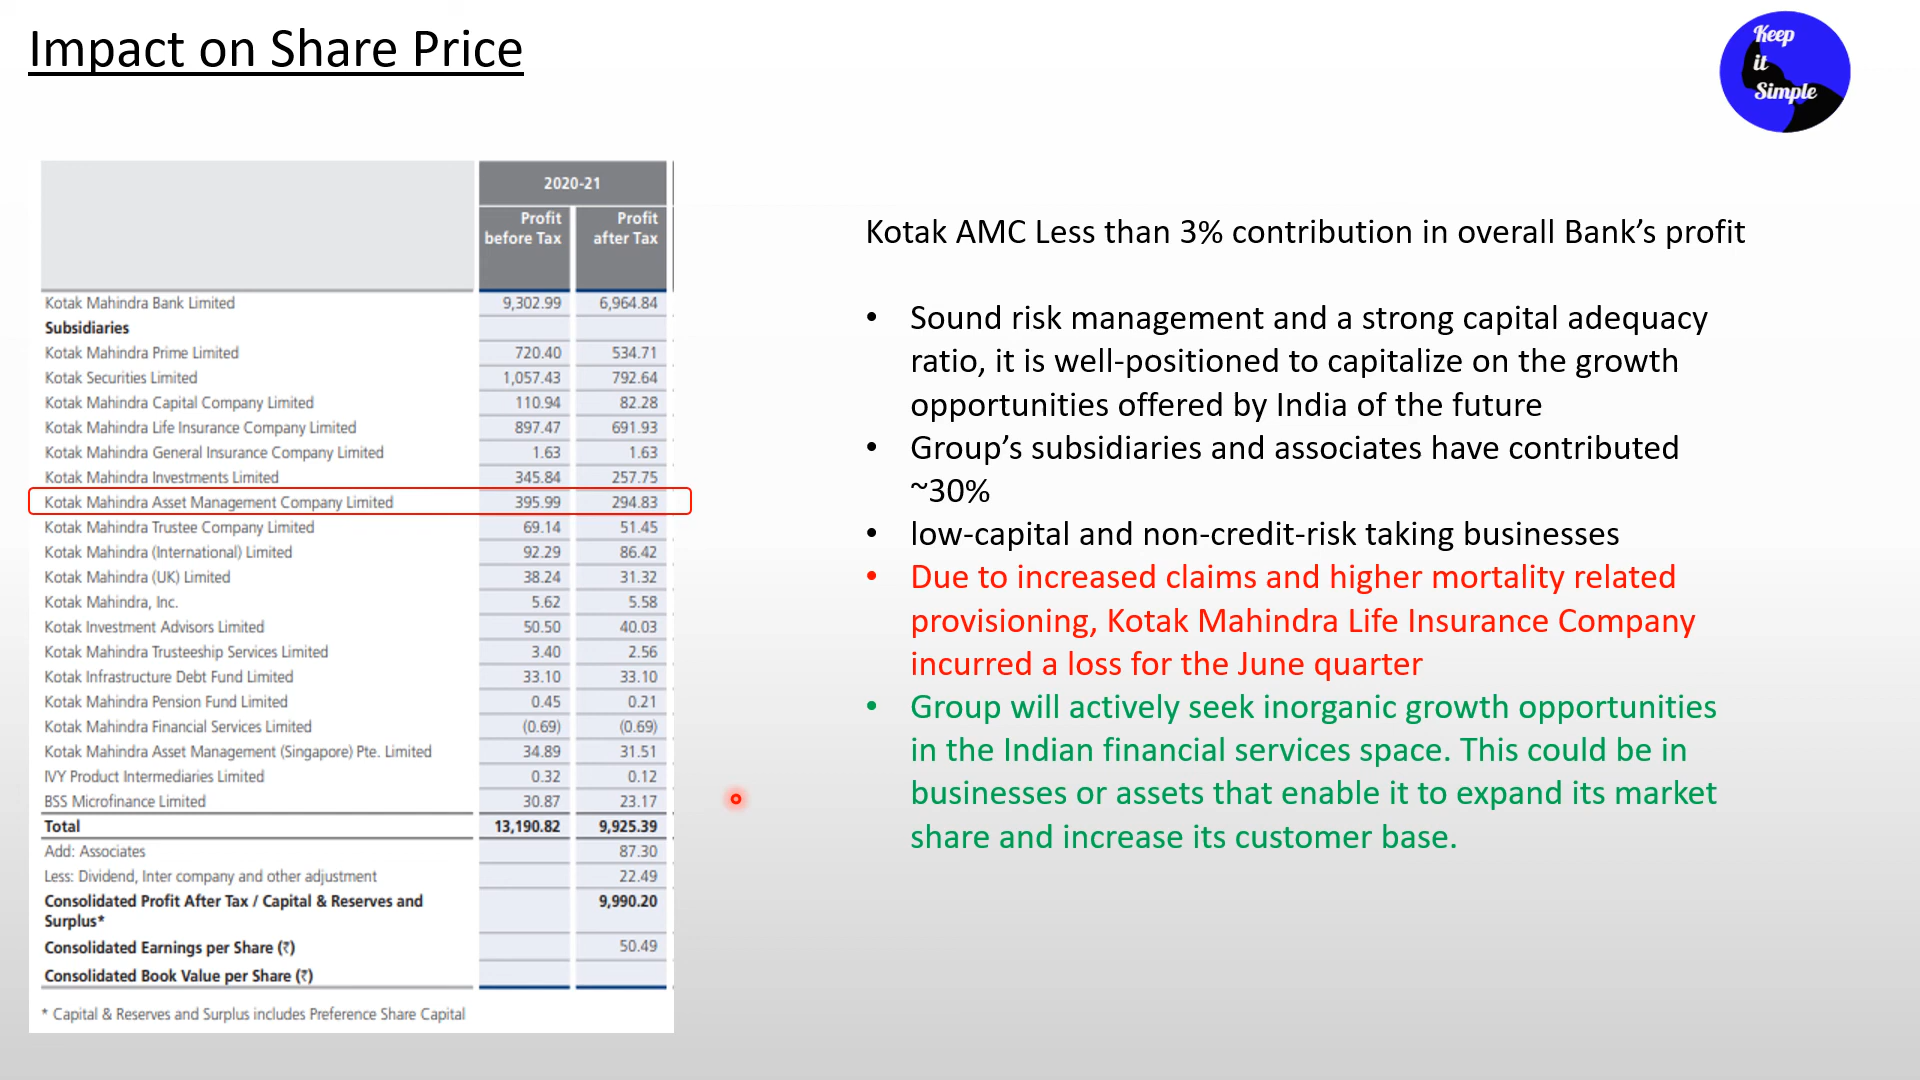 Impact on Share Price
Keep
it
Simple
2020-21
Profit before Tax Profit after Tax
Kotak Mahindra Bank Limited 9,302.99 6,964.84
Subsidiaries
Kotak Mahindra Prime Limited 720.40 534.71
Kotak Securities Limited 1,057.43 792.64
Kotak Mahindra Capital Company Limited 110.94 82.28
Kotak Mahindra Life Insurance Company Limited 897.47 691.93
Kotak Mahindra General Insurance Company Limited 1.63 1.63
Kotak Mahindra Investments Limited 345.84 257.75
Kotak Mahindra Asset Management Company Limited 395.99 294.83
Kotak Mahindra Trustee Company Limited 69.14 51.45
Kotak Mahindra (International) Limited 92.29 86.42
Kotak Mahindra (UK) Limited 38.24 31.32
Kotak Mahindra, Inc. 5.62 5.58
Kotak Investment Advisors Limited 50.50 40.03
Kotak Mahindra Trusteeship Services Limited 3.40 2.56
Kotak Infrastructure Debt Fund Limited 33.10 33.10
Kotak Mahindra Pension Fund Limited 0.45 0.21
Kotak Mahindra Financial Services Limited (0.69) (0.69)
Kotak Mahindra Asset Management (Singapore) Pte. Limited 34.89 31.51
IVY Product Intermediaries Limited 0.32 0.12
BSS Microfinance Limited 30.87 23.17
Total 13,190.82 9,925.39
Add: Associates 87.30
Less: Dividend, Inter company and other adjustment 22.49
Consolidated Profit After Tax / Capital & Reserves and 9,990.20
Surplus*
Consolidated Earnings per Share (₹) 50.49
Consolidated Book Value per Share (₹)
* Capital & Reserves and Surplus includes Preference Share Capital
Kotak AMC Less than 3% contribution in overall Bank’s profit
• Sound risk management and a strong capital adequacy
ratio, it is well-positioned to capitalize on the growth
opportunities offered by India of the future
• Group’s subsidiaries and associates have contributed
~30%
• low-capital and non-credit-risk taking businesses
• Due to increased claims and higher mortality related
provisioning, Kotak Mahindra Life Insurance Company
incurred a loss for the June quarter
• Group will actively seek inorganic growth opportunities
in the Indian financial services space. This could be in
businesses or assets that enable it to expand its market
share and increase its customer base.